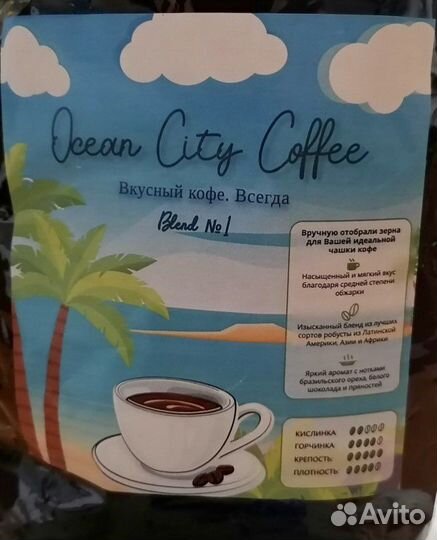 Ocean City Coffee
Вкусный кофе. Всегда
Blend №1
Вручную отобрали зерна
для Вашей идеальной
чашки кофе
Насыщенный и мягкий вкус
благодаря средней степени
обжарки
Изысканный бленд из лучших
сортов робусты из Латинской
Америки, Азии и Африки
Яркий аромат с нотками
бразильского ореха, белого
шоколада и пряностей
КИСЛИНКА:
ГОРЧИНКА:
КРЕПОСТЬ:
ПЛОТНОСТЬ:
Avito